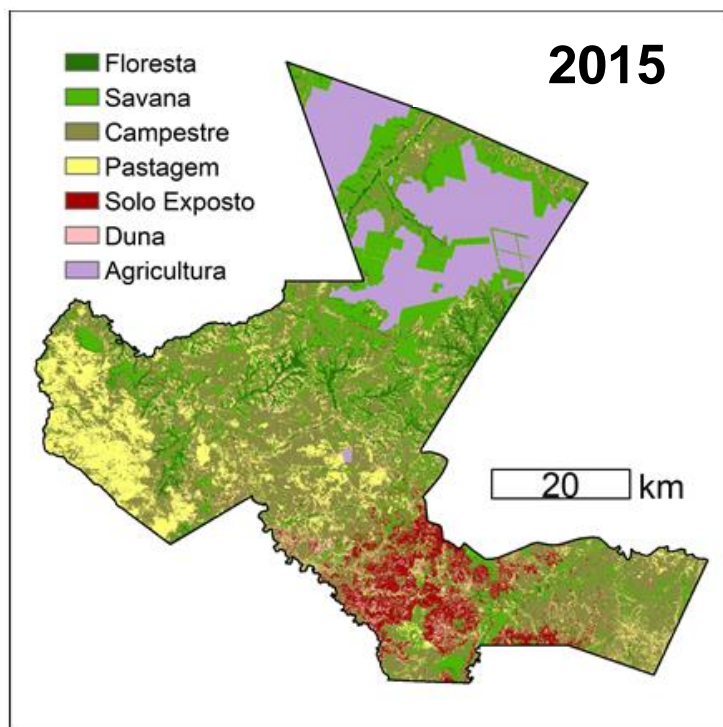 2015
Floresta
Savana
Campestre
Pastagem
Solo Exposto
Duna
Agricultura
20 km